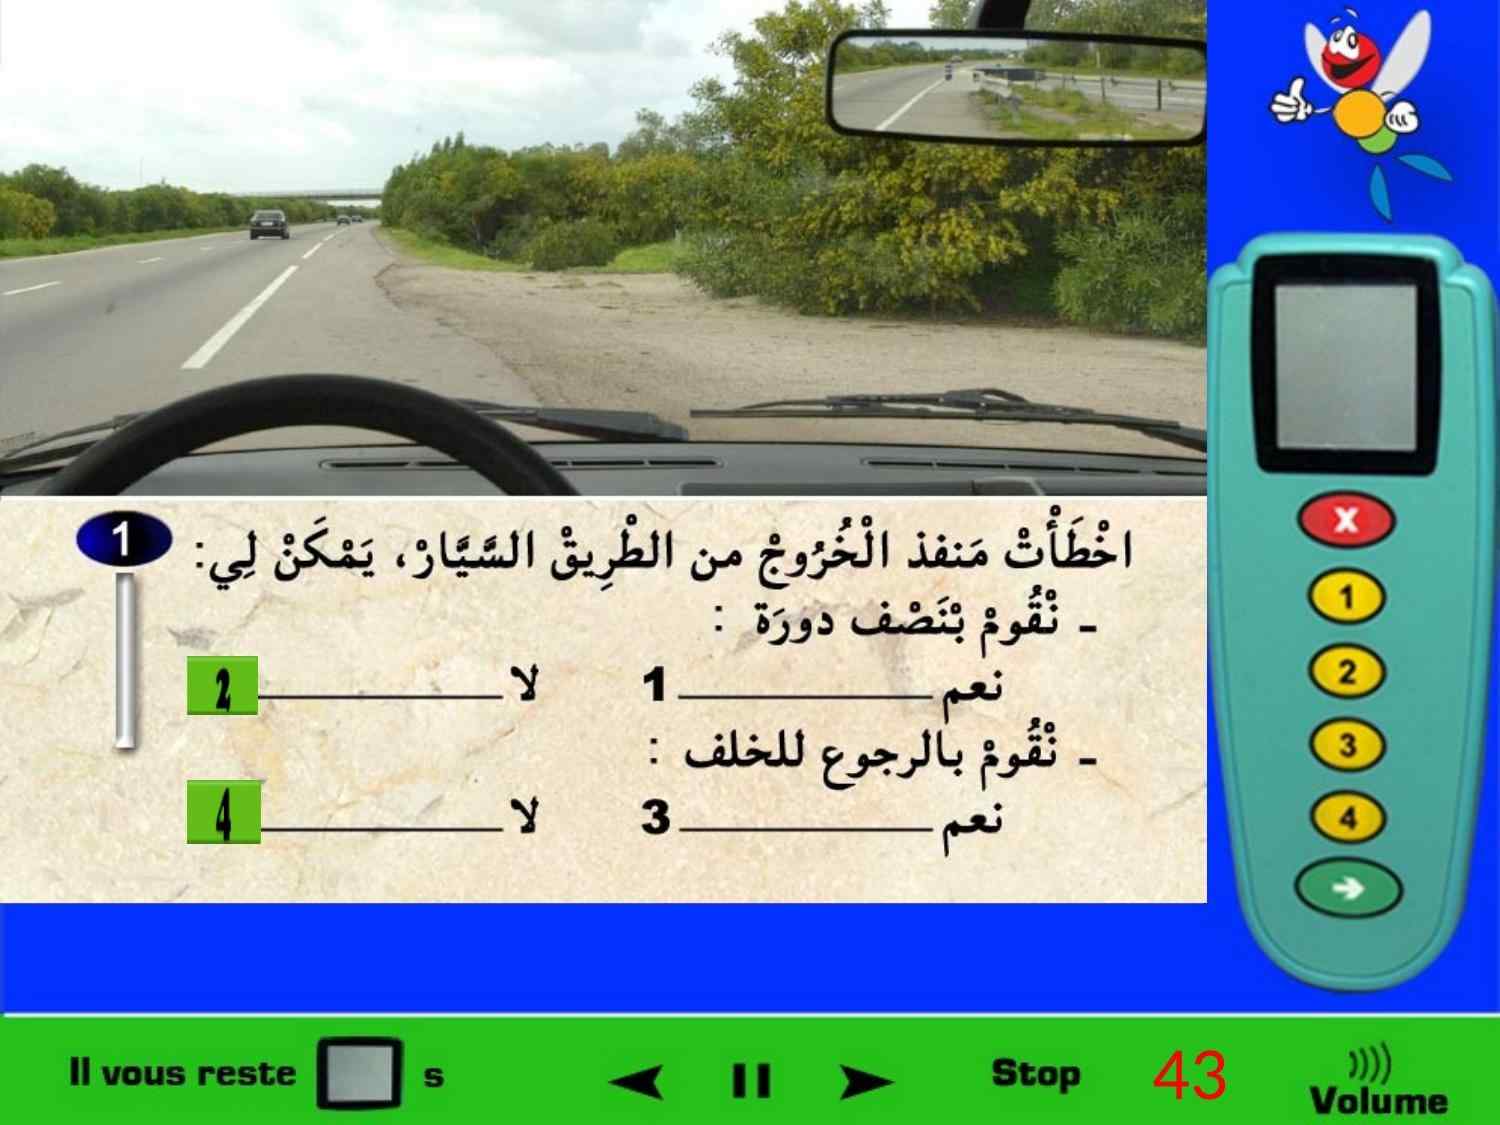 1
اخْطَأْتْ مَنفذ الْخُرُوجْ من الطْرِيقْ السَّيَّارْ، يَمْكَنْ لِي:
- نْقُومْ بْنَصْف دورَة :
نعم 1 لا 2
- نْقُومْ بالرجوع للخلف :
نعم 3 لا 4
X
1
2
3
4
Il vous reste s
Stop
43
Volume